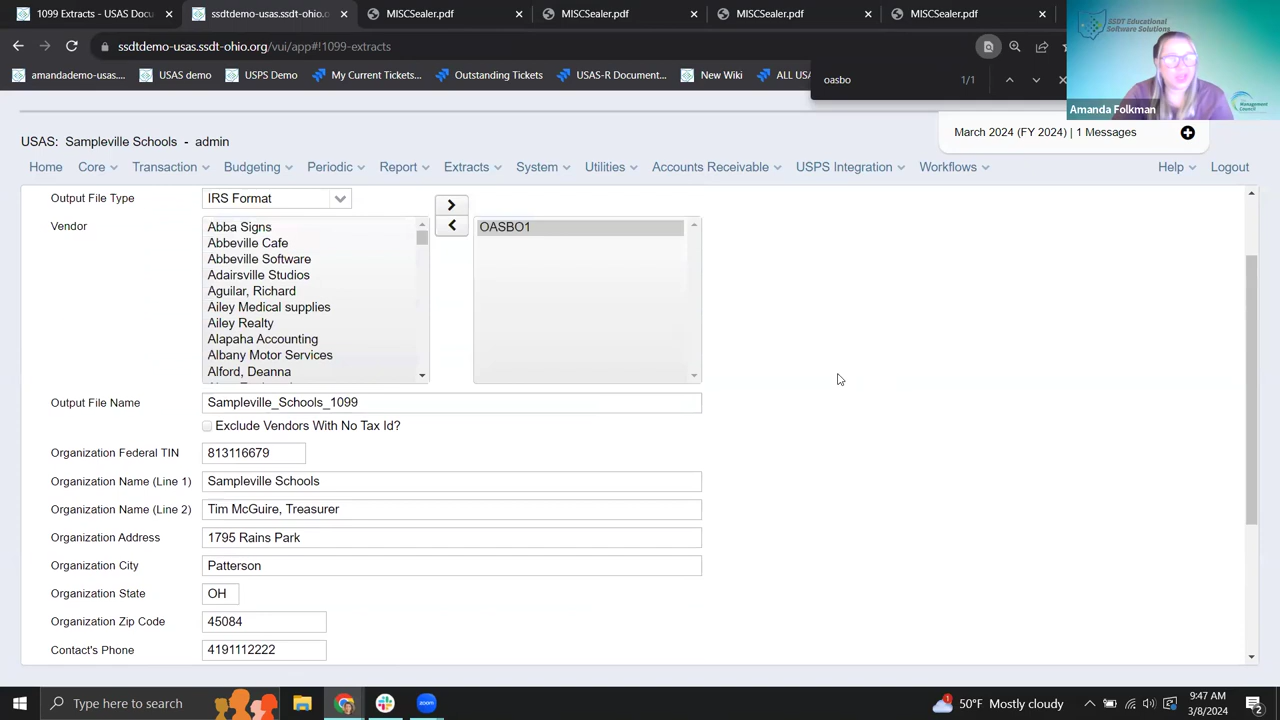 1099 Extracts - USAS Docu
ssdtdemo-usas.ssdt-ohio.o
MISCSealer.pdf
MISCSealer.pdf
MISCSealer.pdf
MISCSealer.pdf
ssdtdemo-usas.ssdt-ohio.org/vui/app#!1099-extracts
amandademo-usas....
USAS demo
USPS Demo
My Current Tickets...
Outstanding Tickets
USAS-R Document...
New Wiki
ALL USA
oasbo
1/1
SSDT Educational
Software Solutions
Management
Council
Amanda Folkman
USAS: Sampleville Schools - admin
March 2024 (FY 2024) | 1 Messages
Home Core Transaction Budgeting Periodic Report Extracts System Utilities Accounts Receivable USPS Integration Workflows Help Logout
Output File Type IRS Format
Vendor
Abba Signs
Abbeville Cafe
Abbeville Software
Adairsville Studios
Aguilar, Richard
Ailey Medical supplies
Ailey Realty
Alapaha Accounting
Albany Motor Services
Alford, Deanna
OASBO1
Output File Name Sampleville_Schools_1099
Exclude Vendors With No Tax Id?
Organization Federal TIN 813116679
Organization Name (Line 1) Sampleville Schools
Organization Name (Line 2) Tim McGuire, Treasurer
Organization Address 1795 Rains Park
Organization City Patterson
Organization State OH
Organization Zip Code 45084
Contact's Phone 4191112222
Type here to search
50°F Mostly cloudy
9:47 AM
3/8/2024
2